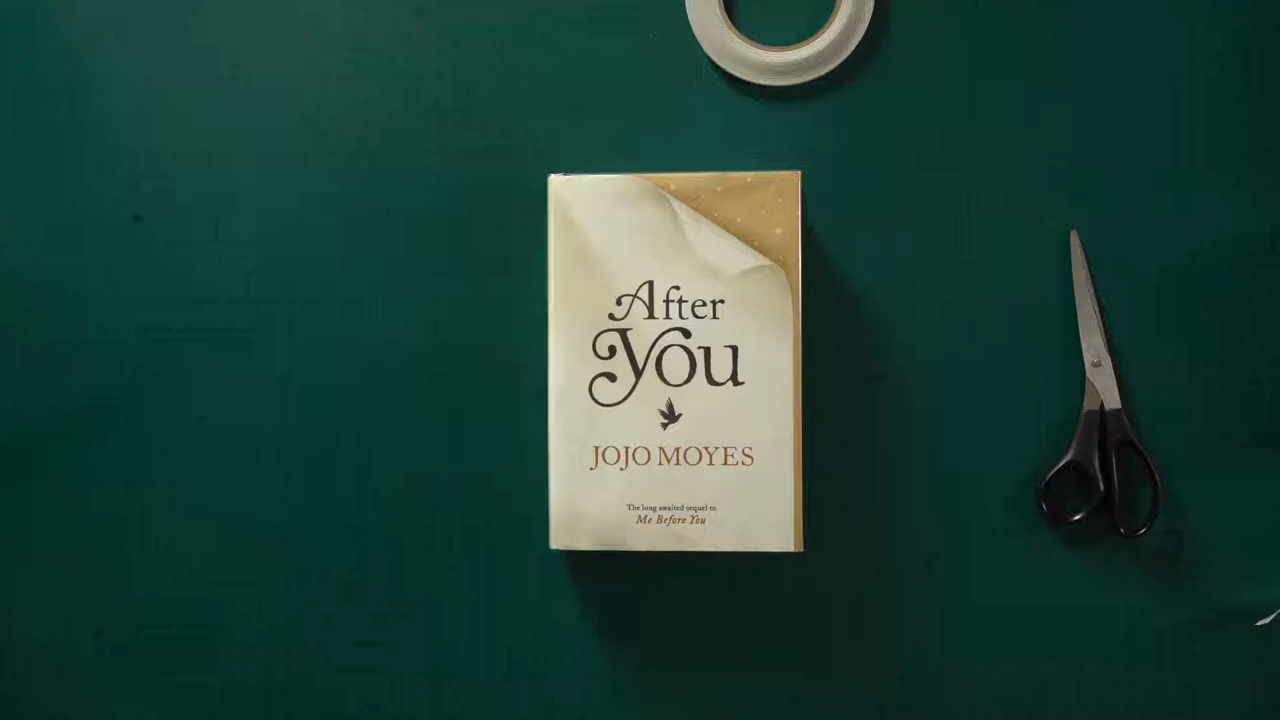 After
You
JOJO MOYES
The long awaited sequel to
Me Before You